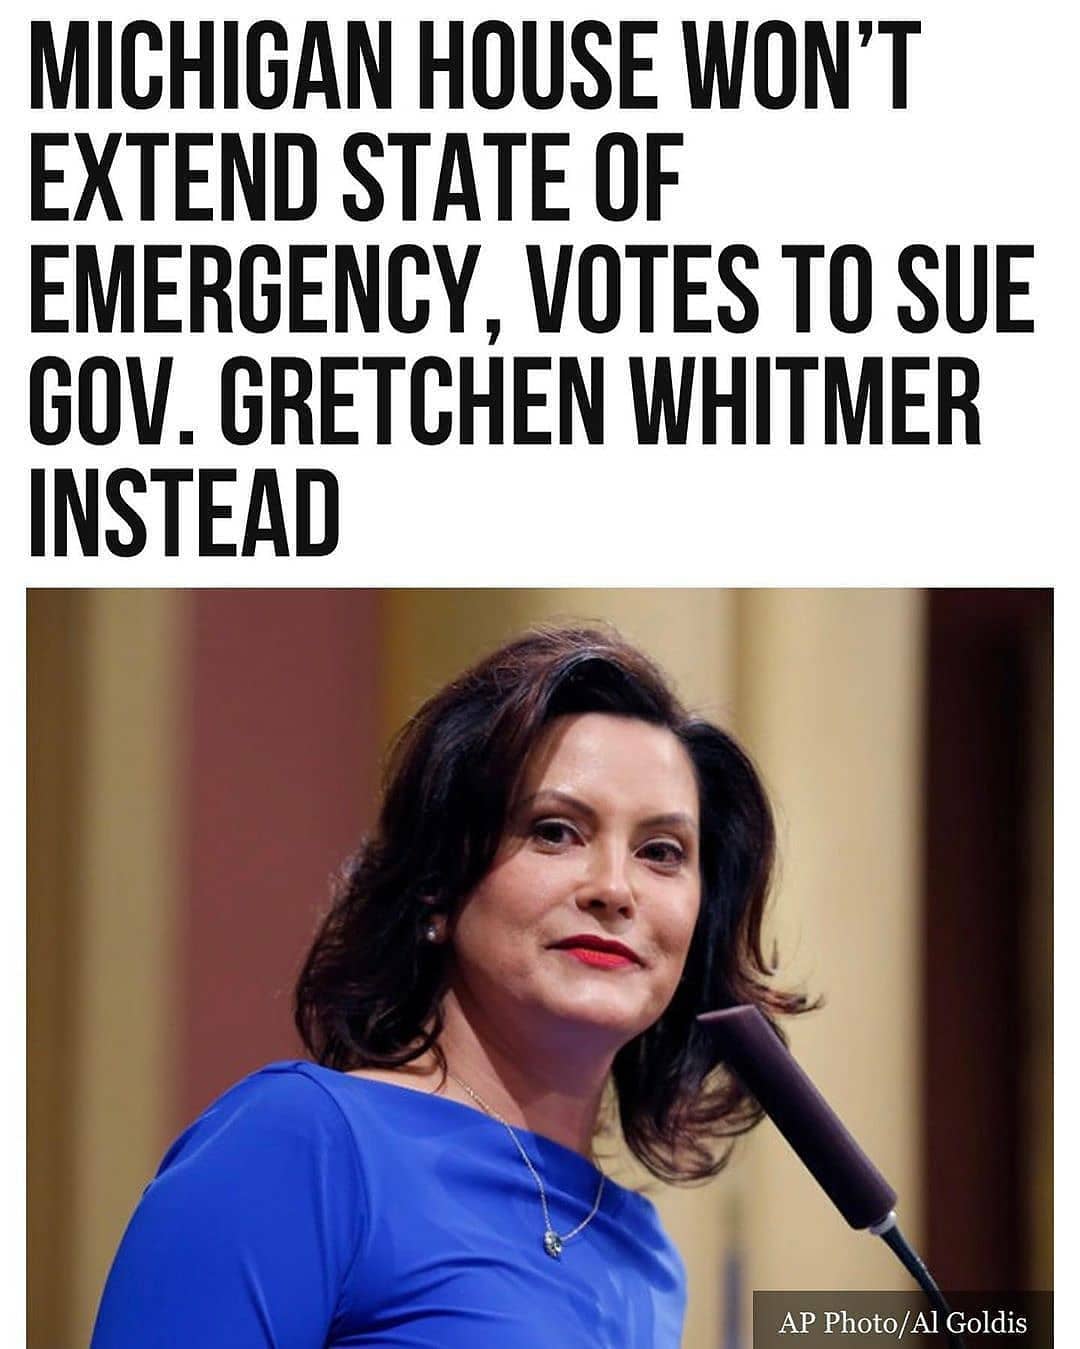 MICHIGAN HOUSE WON’T
EXTEND STATE OF
EMERGENCY, VOTES TO SUE
GOV. GRETCHEN WHITMER
INSTEAD
AP Photo/Al Goldis